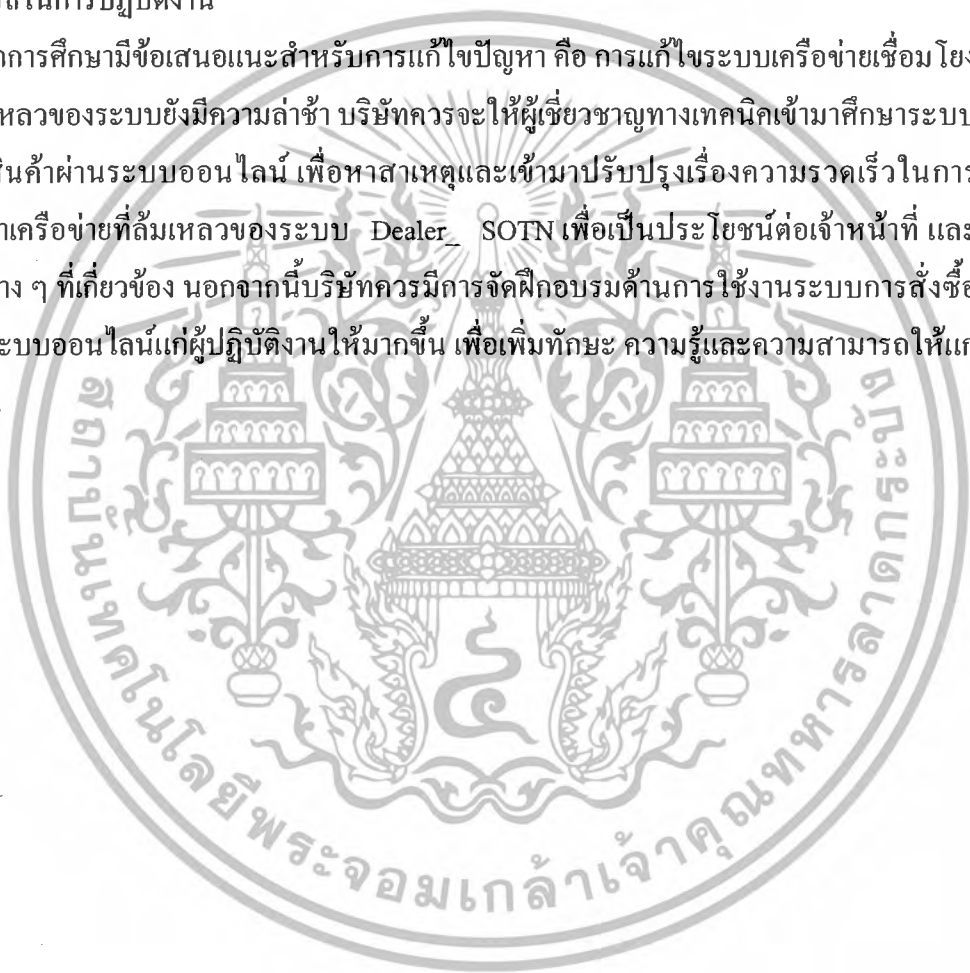 ในการปฏิบัติงาน
การศึกษามีข้อเสนอแนะสำหรับการแก้ไขปัญหา คือ การแก้ไขระบบเครือข่ายเชื่อมโยง
เหลวของระบบยังมีความล่าช้า บริษัทควรจะให้ผู้เชี่ยวชาญทางเทคนิคเข้ามาศึกษาระบบ
สินค้าผ่านระบบออนไลน์ เพื่อหาสาเหตุและเข้ามาปรับปรุงเรื่องความรวดเร็วในการ
เครือข่ายที่ล้มเหลวของระบบ Dealer_ SOTN เพื่อเป็นประโยชน์ต่อเจ้าหน้าที่ และ
ง ๆ ที่เกี่ยวข้อง นอกจากนี้บริษัทควรมีการจัดฝึกอบรมด้านการใช้งานระบบการสั่งซื้อ
ระบบออนไลน์แก่ผู้ปฏิบัติงานให้มากขึ้น เพื่อเพิ่มทักษะ ความรู้และความสามารถให้แก่
สถาบันเทคโนโลยีพระจอมเกล้าเจ้าคุณทหารลาดกระบัง